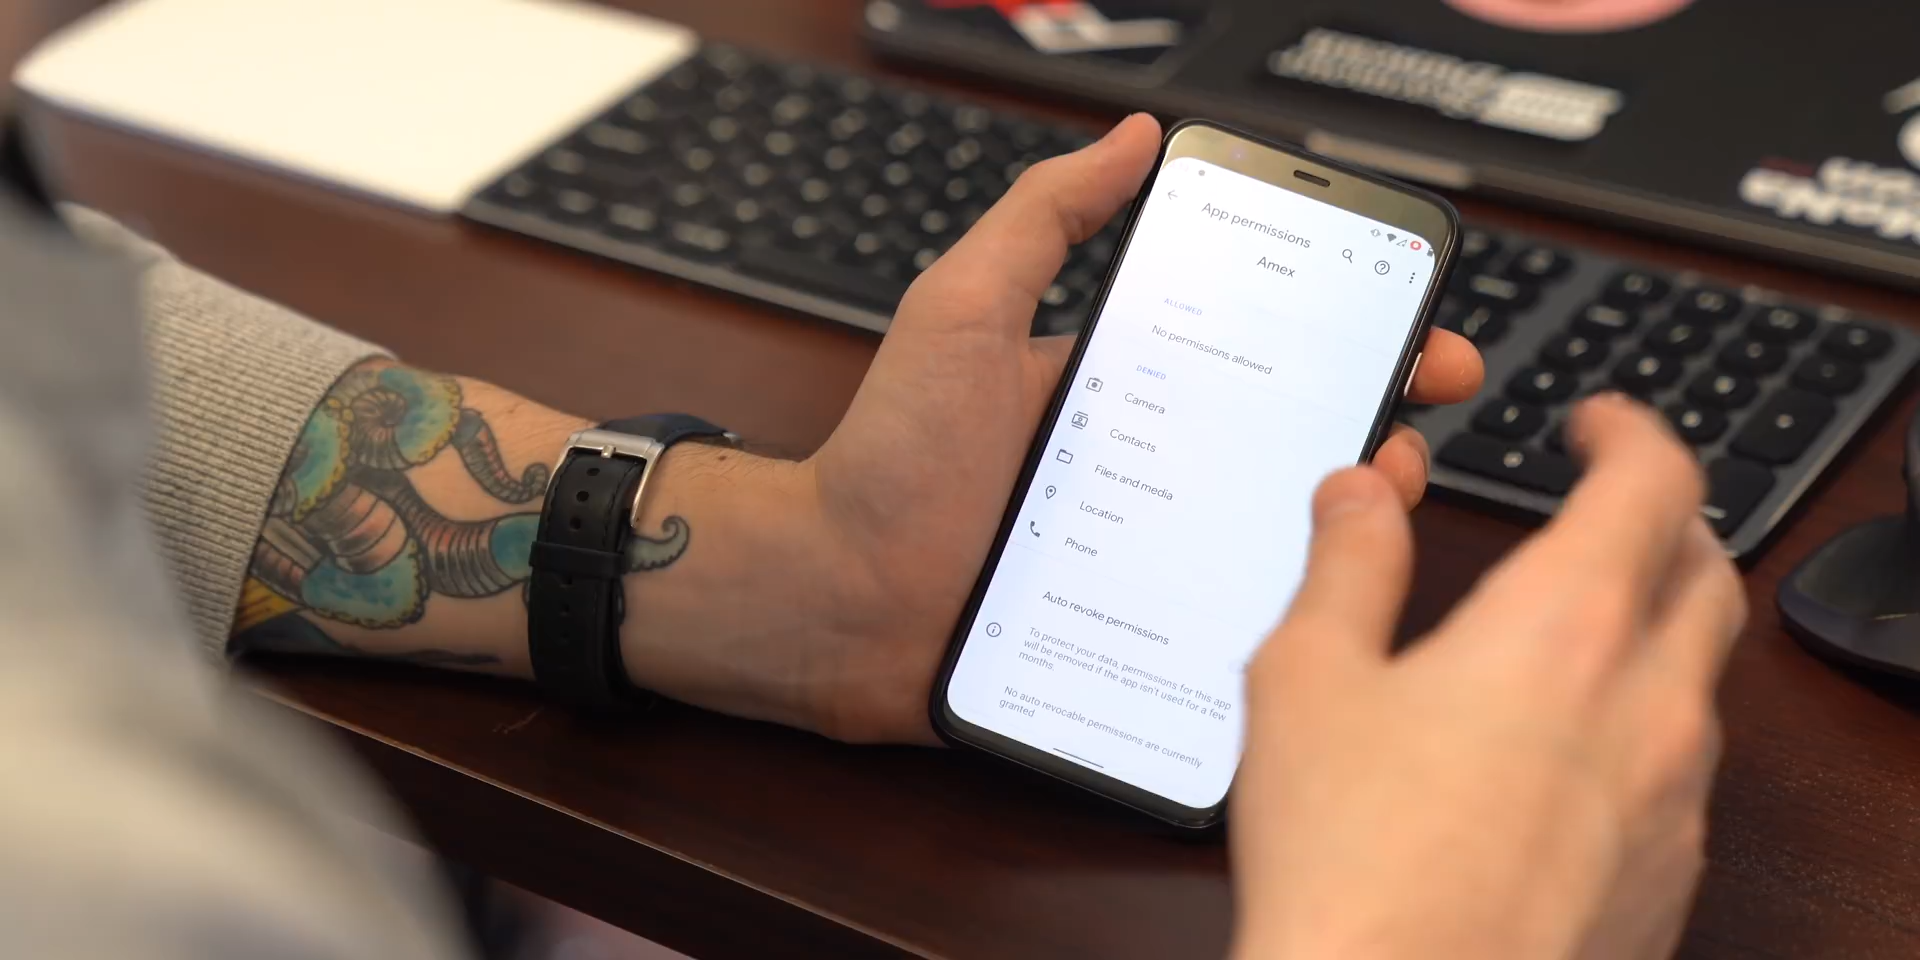 App permissions
Amex
ALLOWED
No permissions allowed
DENIED
Camera
Contacts
Files and media
Location
Phone
Auto revoke permissions
To protect your data, permissions for this app
will be removed if the app isn't used for a few
months.
No auto revocable permissions are currently
granted